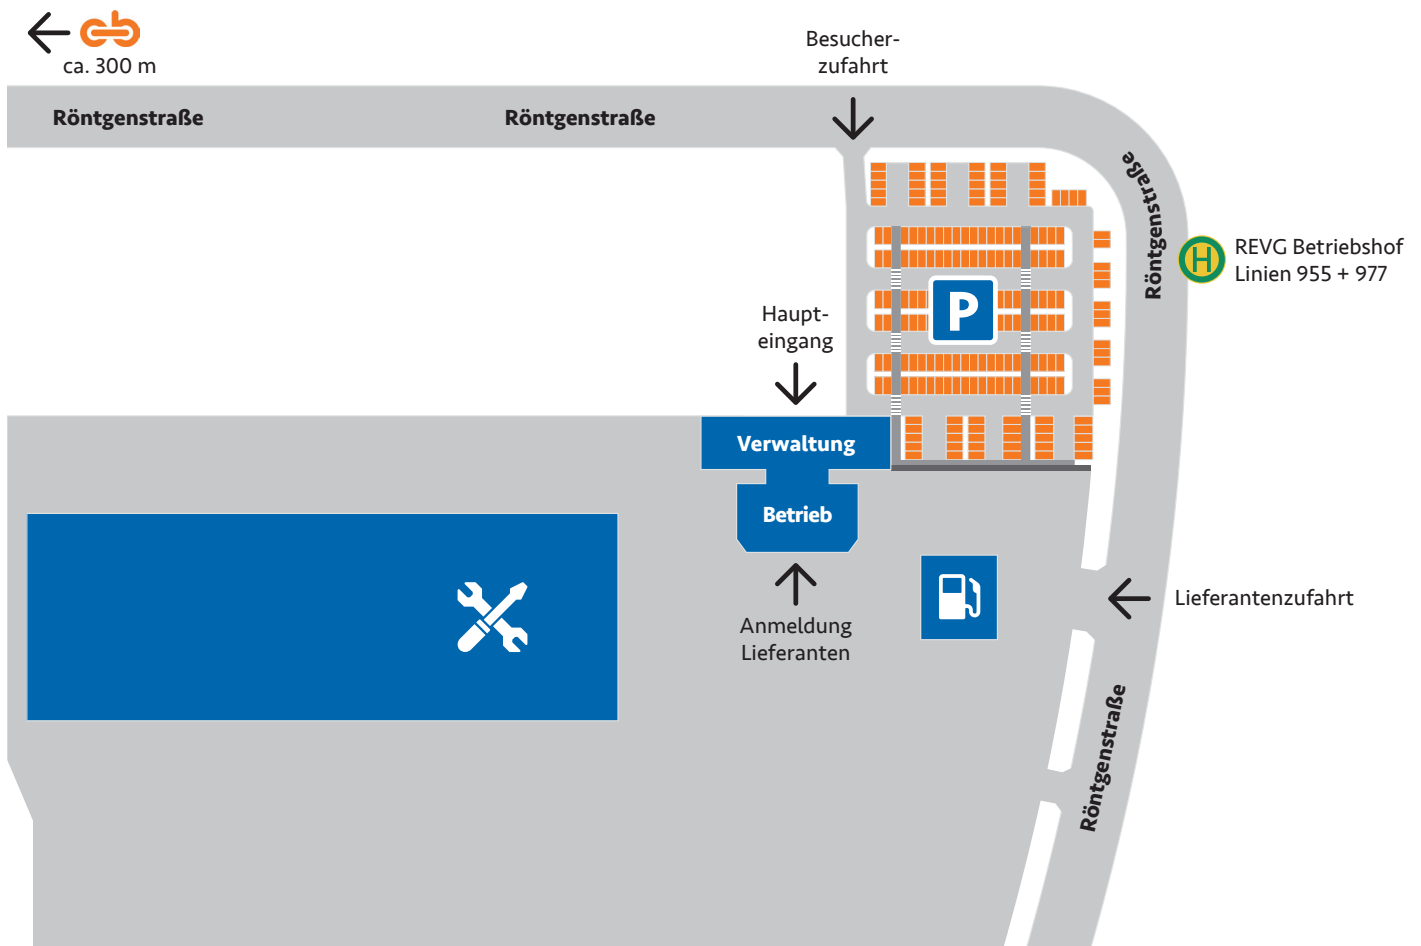 ca. 300 m
Besucher-
zufahrt
Röntgenstraße
Röntgenstraße
Röntgenstraße
H
REVG Betriebshof
Linien 955 + 977
P
Haupt-
eingang
Verwaltung
Betrieb
Anmeldung
Lieferanten
Lieferantenzufahrt
Röntgenstraße